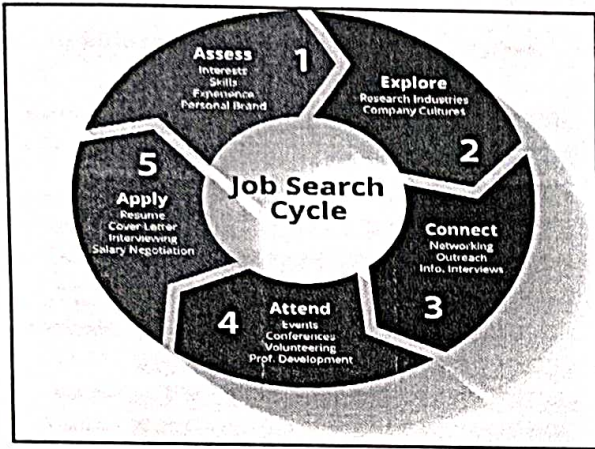 Job Search
Cycle
1
Assess
Interests
Skills
Experience
Personal Brand
Explore
Research Industries
Company Cultures
2
Connect
Networking
Outreach
Info. Interviews
3
4
Attend
Events
Conferences
Volunteering
Prof. Development
5
Apply
Resume
Cover Letter
Interviewing
Salary Negotiation